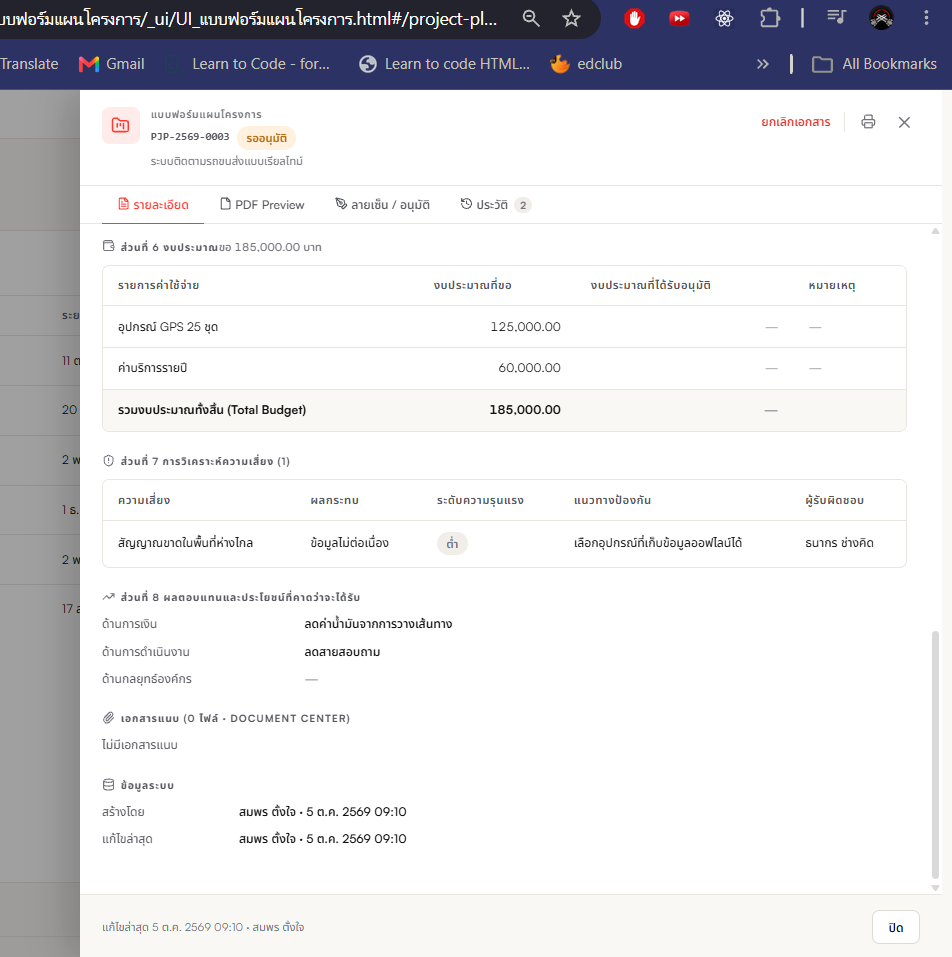 บบฟอร์มแผนโครงการ/_ui/UI_แบบฟอร์มแผนโครงการ.html#/project-pl...
Translate Gmail Learn to Code - for... Learn to code HTML... edclub » All Bookmarks
แบบฟอร์มแผนโครงการ
PJP-2569-0003 รออนุมัติ
ระบบติดตามรถขนส่งแบบเรียลไทม์
ยกเลิกเอกสาร
รายละเอียด PDF Preview ลายเซ็น / อนุมัติ ประวัติ 2
ส่วนที่ 6 งบประมาณขอ 185,000.00 บาท
รายการค่าใช้จ่าย งบประมาณที่ขอ งบประมาณที่ได้รับอนุมัติ หมายเหตุ
อุปกรณ์ GPS 25 ชุด 125,000.00 — —
ค่าบริการรายปี 60,000.00 — —
รวมงบประมาณทั้งสิ้น (Total Budget) 185,000.00 —
ส่วนที่ 7 การวิเคราะห์ความเสี่ยง (1)
ความเสี่ยง ผลกระทบ ระดับความรุนแรง แนวทางป้องกัน ผู้รับผิดชอบ
สัญญาณขาดในพื้นที่ห่างไกล ข้อมูลไม่ต่อเนื่อง ต่ำ เลือกอุปกรณ์ที่เก็บข้อมูลออฟไลน์ได้ ธนากร ช่างคิด
ส่วนที่ 8 ผลตอบแทนและประโยชน์ที่คาดว่าจะได้รับ
ด้านการเงิน ลดค่าน้ำมันจากการวางเส้นทาง
ด้านการดำเนินงาน ลดสายสอบถาม
ด้านกลยุทธ์องค์กร —
เอกสารแนบ (0 ไฟล์ • DOCUMENT CENTER)
ไม่มีเอกสารแนบ
ข้อมูลระบบ
สร้างโดย สมพร ตั้งใจ • 5 ต.ค. 2569 09:10
แก้ไขล่าสุด สมพร ตั้งใจ • 5 ต.ค. 2569 09:10
แก้ไขล่าสุด 5 ต.ค. 2569 09:10 • สมพร ตั้งใจ
ปิด
ระย
11 ต
20
2 พ
1 ธ.
2 พ
17 ส